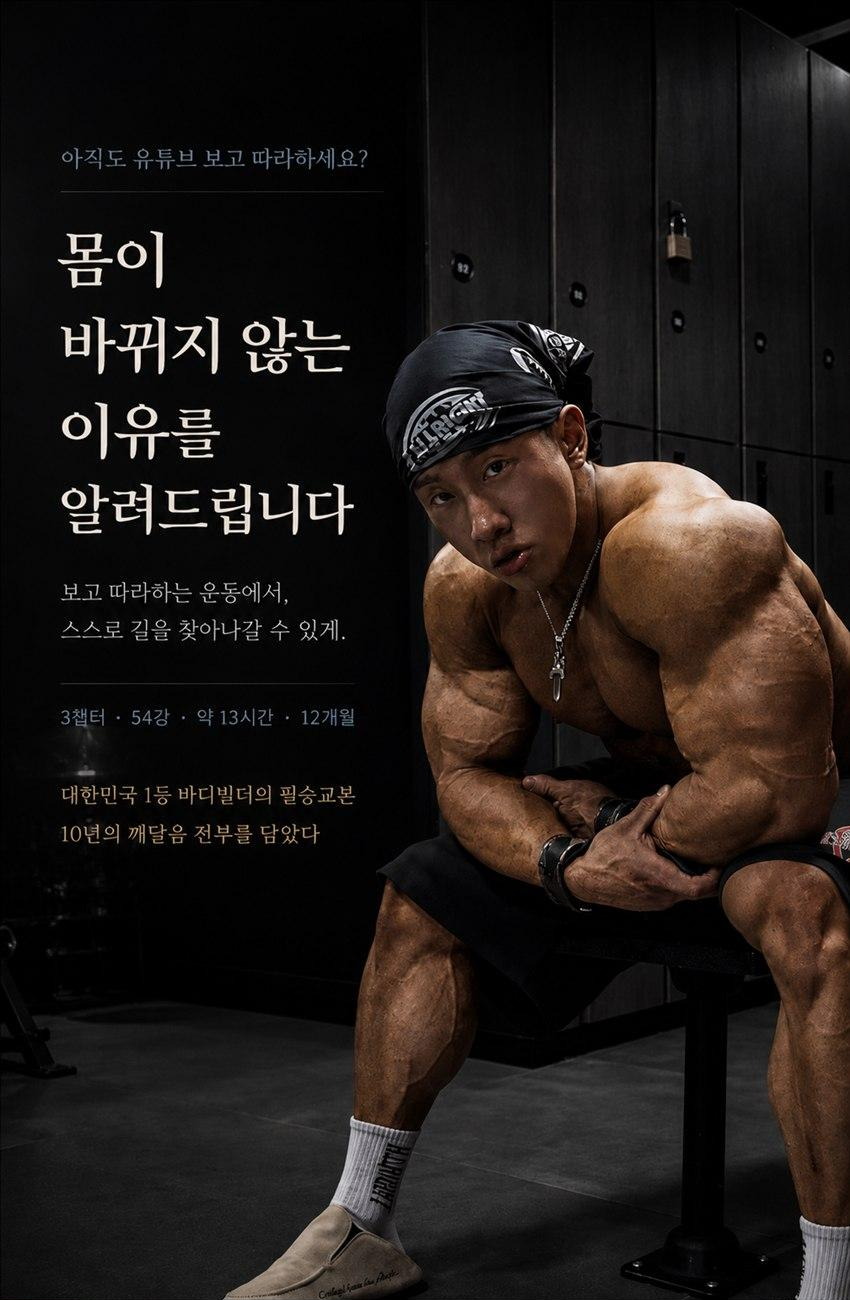 아직도 유튜브 보고 따라하세요?
몸이
바뀌지 않는
이유를
알려드립니다
보고 따라하는 운동에서,
스스로 길을 찾아나갈 수 있게.
3챕터 · 54강 · 약 13시간 · 12개월
대한민국 1등 바디빌더의 필승교본
10년의 깨달음 전부를 담았다
92